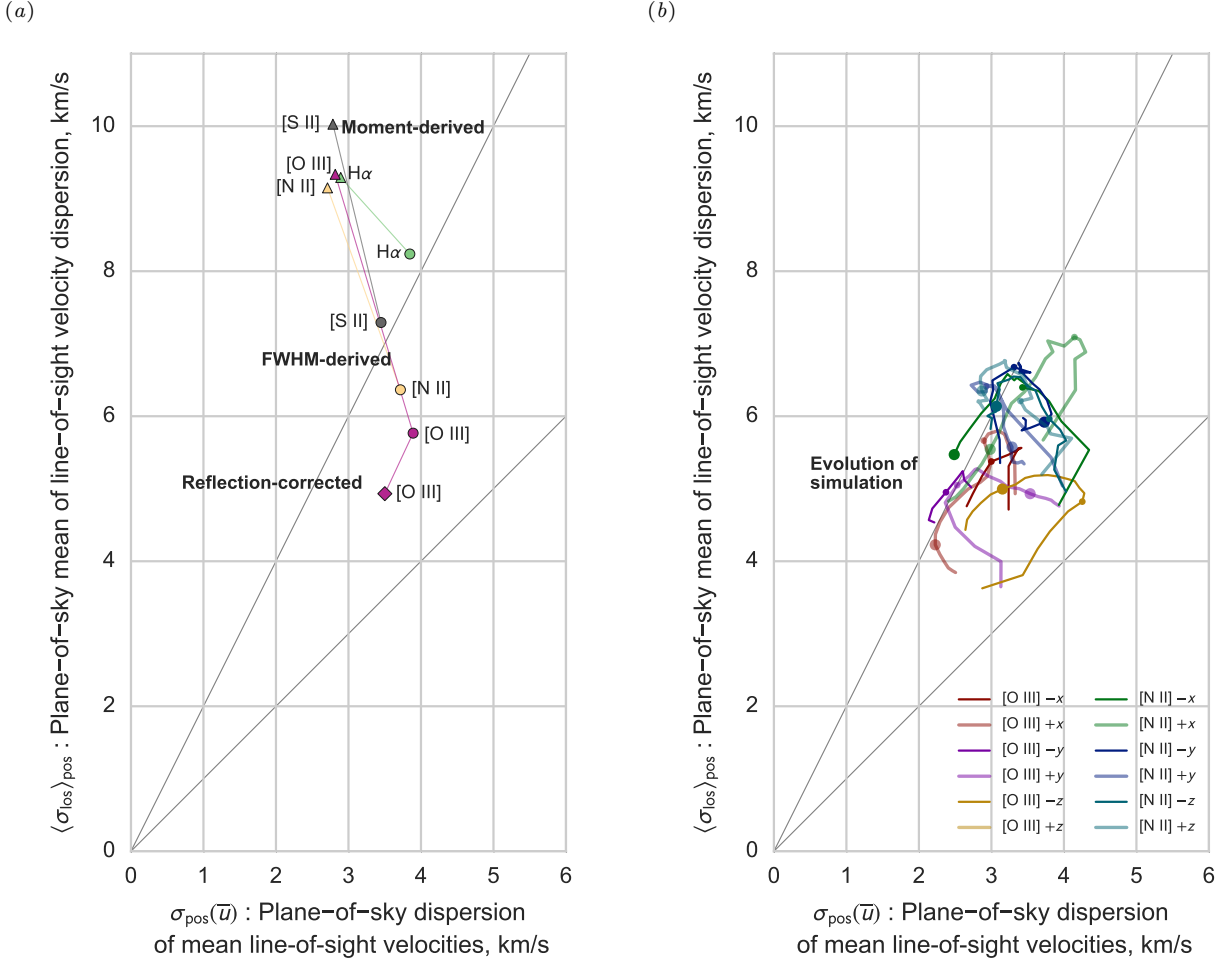 (a)
(b)
⟨σlos⟩pos : Plane−of−sky mean of line−of−sight velocity dispersion, km/s
10
8
6
4
2
0
[S II]
Moment-derived
[O III]
Hα
[N II]
Hα
[S II]
FWHM-derived
[N II]
[O III]
Reflection-corrected
[O III]
0 1 2 3 4 5 6
σpos(u̅) : Plane−of−sky dispersion
of mean line-of-sight velocities, km/s
⟨σlos⟩pos : Plane−of−sky mean of line−of−sight velocity dispersion, km/s
10
8
6
4
2
0
Evolution of
simulation
[O III] −x
[O III] +x
[O III] −y
[O III] +y
[O III] −z
[O III] +z
[N II] −x
[N II] +x
[N II] −y
[N II] +y
[N II] −z
[N II] +z
0 1 2 3 4 5 6
σpos(u̅) : Plane−of−sky dispersion
of mean line-of-sight velocities, km/s